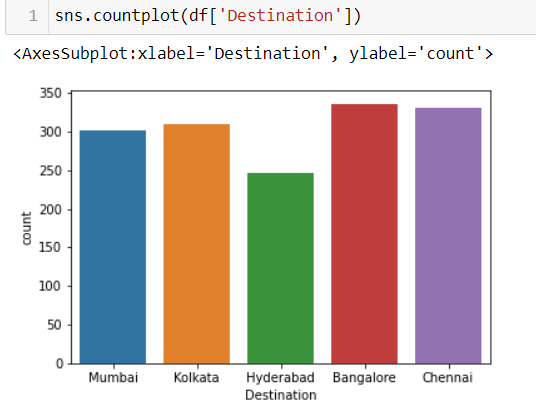 1 sns.countplot(df['Destination'])
<AxesSubplot:xlabel='Destination', ylabel='count'>
350
300
250
200
150
100
50
0
count
Mumbai Kolkata Hyderabad Bangalore Chennai
Destination